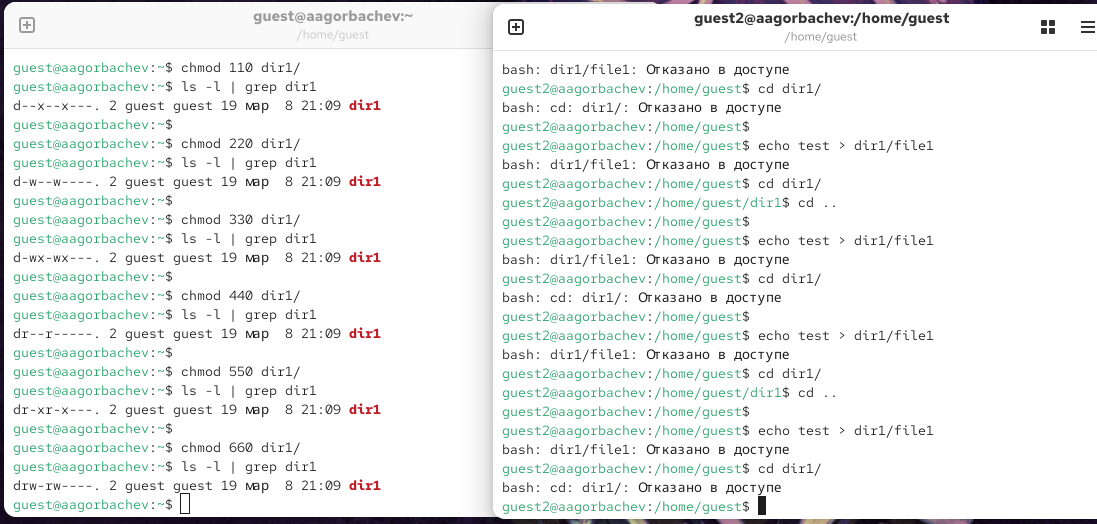 guest@aagorbachev:~
/home/guest
guest@aagorbachev:~$ chmod 110 dir1/
guest@aagorbachev:~$ ls -l | grep dir1
d--x--x---. 2 guest guest 19 мар  8 21:09 dir1
guest@aagorbachev:~$
guest@aagorbachev:~$ chmod 220 dir1/
guest@aagorbachev:~$ ls -l | grep dir1
d-w--w----. 2 guest guest 19 мар  8 21:09 dir1
guest@aagorbachev:~$
guest@aagorbachev:~$ chmod 330 dir1/
guest@aagorbachev:~$ ls -l | grep dir1
d-wx-wx---. 2 guest guest 19 мар  8 21:09 dir1
guest@aagorbachev:~$
guest@aagorbachev:~$ chmod 440 dir1/
guest@aagorbachev:~$ ls -l | grep dir1
dr--r-----. 2 guest guest 19 мар  8 21:09 dir1
guest@aagorbachev:~$
guest@aagorbachev:~$ chmod 550 dir1/
guest@aagorbachev:~$ ls -l | grep dir1
dr-xr-x---. 2 guest guest 19 мар  8 21:09 dir1
guest@aagorbachev:~$
guest@aagorbachev:~$ chmod 660 dir1/
guest@aagorbachev:~$ ls -l | grep dir1
drw-rw----. 2 guest guest 19 мар  8 21:09 dir1
guest@aagorbachev:~$
guest2@aagorbachev:/home/guest
/home/guest
bash: dir1/file1: Отказано в доступе
guest2@aagorbachev:/home/guest$ cd dir1/
bash: cd: dir1/: Отказано в доступе
guest2@aagorbachev:/home/guest$
guest2@aagorbachev:/home/guest$ echo test > dir1/file1
bash: dir1/file1: Отказано в доступе
guest2@aagorbachev:/home/guest$ cd dir1/
guest2@aagorbachev:/home/guest/dir1$ cd ..
guest2@aagorbachev:/home/guest$
guest2@aagorbachev:/home/guest$ echo test > dir1/file1
bash: dir1/file1: Отказано в доступе
guest2@aagorbachev:/home/guest$ cd dir1/
bash: cd: dir1/: Отказано в доступе
guest2@aagorbachev:/home/guest$
guest2@aagorbachev:/home/guest$ echo test > dir1/file1
bash: dir1/file1: Отказано в доступе
guest2@aagorbachev:/home/guest$ cd dir1/
guest2@aagorbachev:/home/guest/dir1$ cd ..
guest2@aagorbachev:/home/guest$
guest2@aagorbachev:/home/guest$ echo test > dir1/file1
bash: dir1/file1: Отказано в доступе
guest2@aagorbachev:/home/guest$ cd dir1/
bash: cd: dir1/: Отказано в доступе
guest2@aagorbachev:/home/guest$